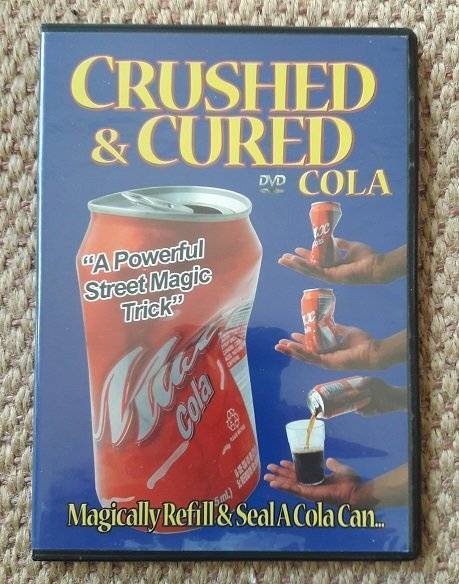 CRUSHED
& CURED
DVD COLA
"A Powerful
Street Magic
Trick"
Cola
Magically Refill & Seal A Cola Can...